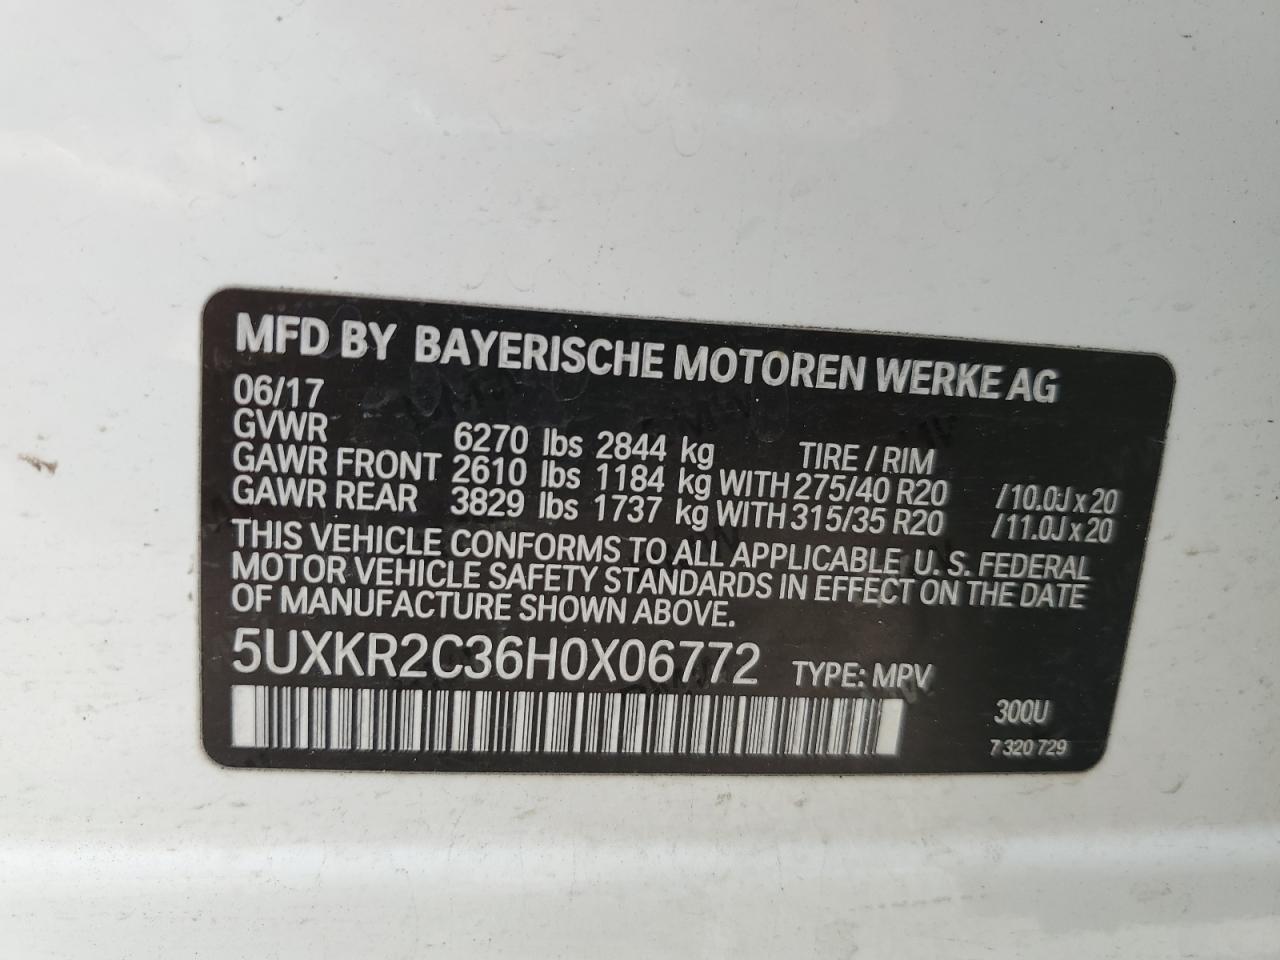 MFD BY BAYERISCHE MOTOREN WERKE AG
06/17
GVWR 6270 lbs 2844 kg TIRE / RIM
GAWR FRONT 2610 lbs 1184 kg WITH 275/40 R20 /10.0J x 20
GAWR REAR 3829 lbs 1737 kg WITH 315/35 R20 /11.0J x 20
THIS VEHICLE CONFORMS TO ALL APPLICABLE U.S. FEDERAL
MOTOR VEHICLE SAFETY STANDARDS IN EFFECT ON THE DATE
OF MANUFACTURE SHOWN ABOVE.
5UXKR2C36H0X06772 TYPE: MPV
300U
7 320 729